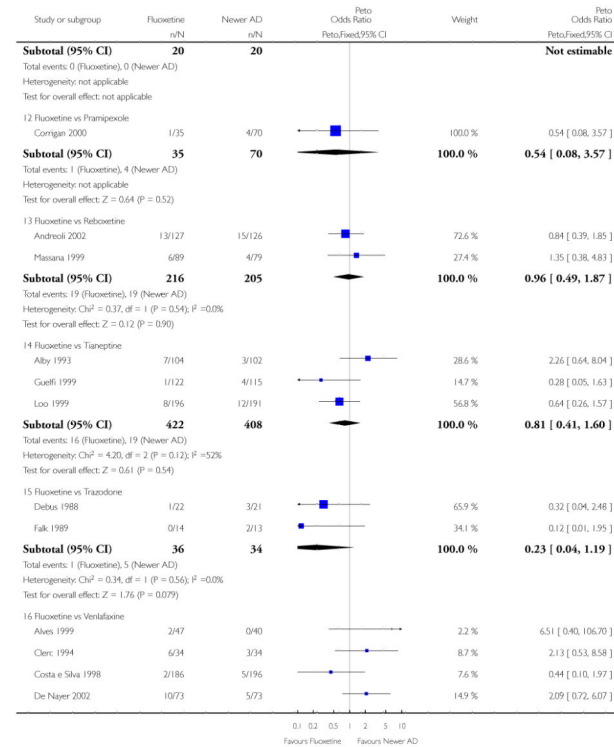 Peto Peto
Study or subgroup Fluoxetine Newer AD Odds Ratio Weight Odds Ratio
n/N n/N Peto,Fixed,95% CI Peto,Fixed,95% CI
Subtotal (95% CI) 20 20 Not estimable
Total events: 0 (Fluoxetine), 0 (Newer AD)
Heterogeneity: not applicable
Test for overall effect: not applicable
12 Fluoxetine vs Pramipexole
Corrigan 2000 1/35 4/70 100.0 % 0.54 [ 0.08, 3.57 ]
Subtotal (95% CI) 35 70 100.0 % 0.54 [ 0.08, 3.57 ]
Total events: 1 (Fluoxetine), 4 (Newer AD)
Heterogeneity: not applicable
Test for overall effect: Z = 0.64 (P = 0.52)
13 Fluoxetine vs Reboxetine
Andreoli 2002 13/127 15/126 72.6 % 0.84 [ 0.39, 1.85 ]
Massana 1999 6/89 4/79 27.4 % 1.35 [ 0.38, 4.83 ]
Subtotal (95% CI) 216 205 100.0 % 0.96 [ 0.49, 1.87 ]
Total events: 19 (Fluoxetine), 19 (Newer AD)
Heterogeneity: Chi² = 0.37, df = 1 (P = 0.54); I² =0.0%
Test for overall effect: Z = 0.12 (P = 0.90)
14 Fluoxetine vs Tianeptine
Alby 1993 7/104 3/102 28.6 % 2.26 [ 0.64, 8.04 ]
Guelfi 1999 1/122 4/115 14.7 % 0.28 [ 0.05, 1.63 ]
Loo 1999 8/196 12/191 56.8 % 0.64 [ 0.26, 1.57 ]
Subtotal (95% CI) 422 408 100.0 % 0.81 [ 0.41, 1.60 ]
Total events: 16 (Fluoxetine), 19 (Newer AD)
Heterogeneity: Chi² = 4.20, df = 2 (P = 0.12); I² =52%
Test for overall effect: Z = 0.61 (P = 0.54)
15 Fluoxetine vs Trazodone
Debus 1988 1/22 3/21 65.9 % 0.32 [ 0.04, 2.48 ]
Falk 1989 0/14 2/13 34.1 % 0.12 [ 0.01, 1.95 ]
Subtotal (95% CI) 36 34 100.0 % 0.23 [ 0.04, 1.19 ]
Total events: 1 (Fluoxetine), 5 (Newer AD)
Heterogeneity: Chi² = 0.34, df = 1 (P = 0.56); I² =0.0%
Test for overall effect: Z = 1.76 (P = 0.079)
16 Fluoxetine vs Venlafaxine
Alves 1999 2/47 0/40 2.2 % 6.51 [ 0.40, 106.70 ]
Clerc 1994 6/34 3/34 8.7 % 2.13 [ 0.53, 8.58 ]
Costa e Silva 1998 2/186 5/196 7.6 % 0.44 [ 0.10, 1.97 ]
De Nayer 2002 10/73 5/73 14.9 % 2.09 [ 0.72, 6.07 ]
0.1 0.2 0.5 1 2 5 10
Favours Fluoxetine Favours Newer AD